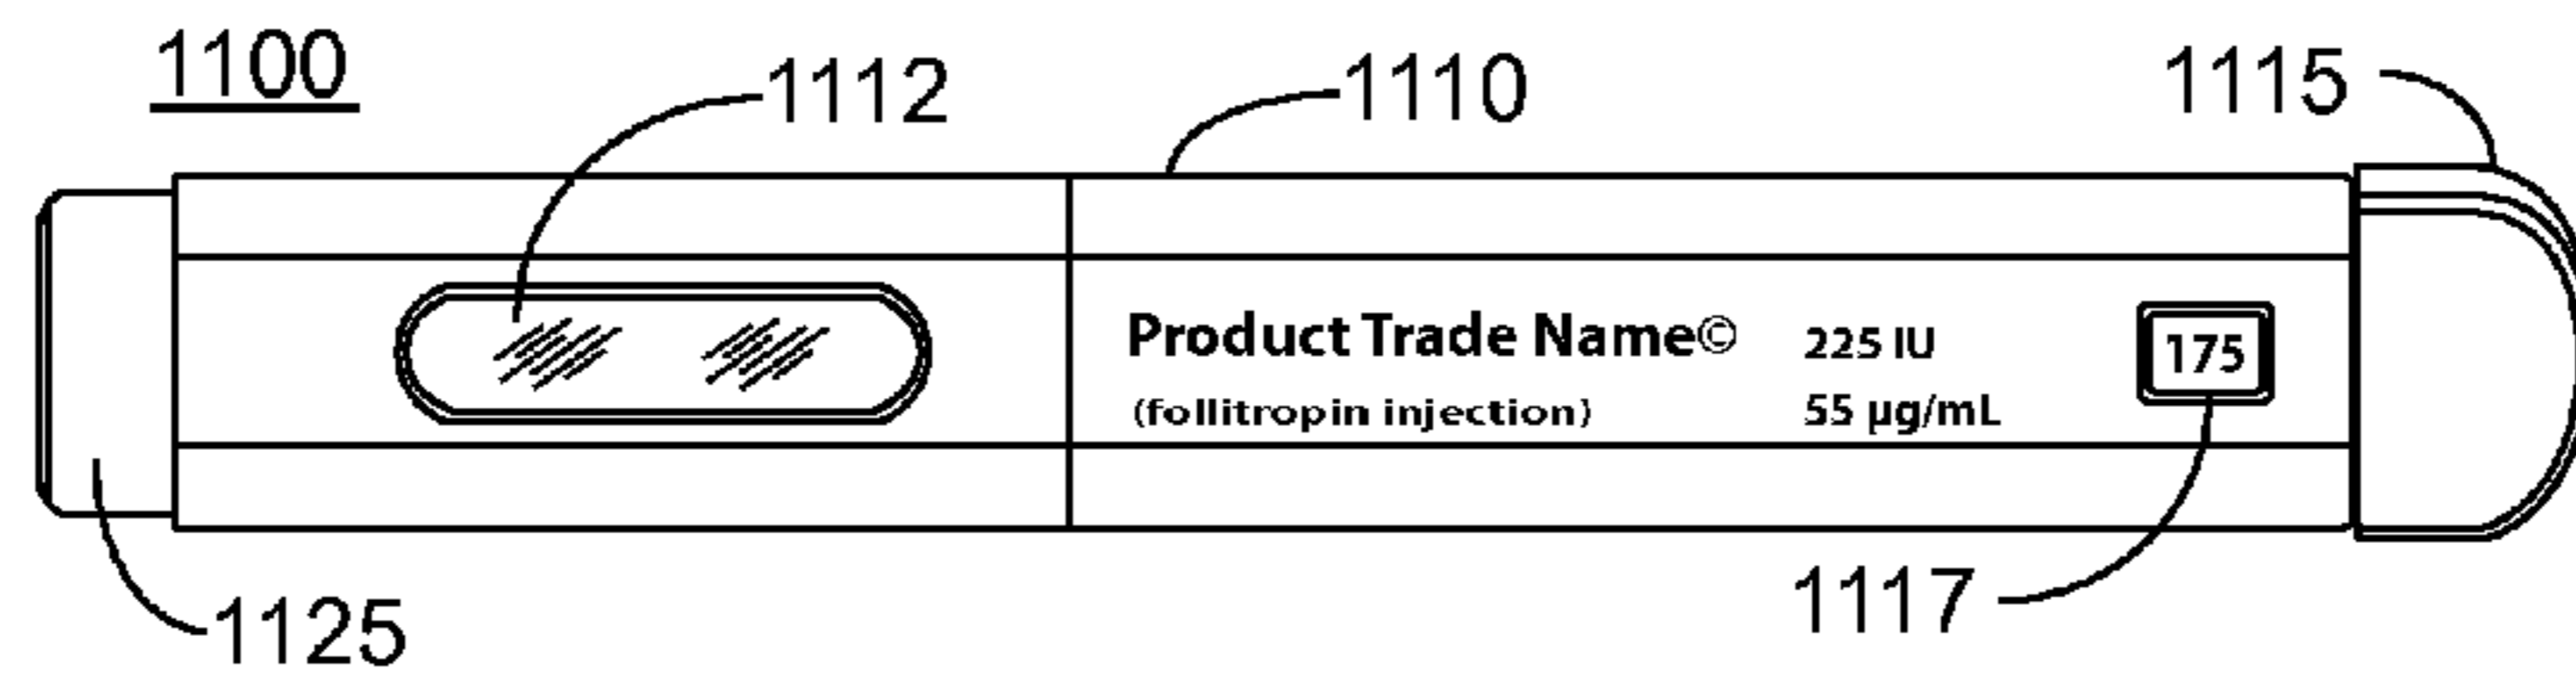 1100
1112
1110
1115
Product Trade Name©
225 IU
175
(follitropin injection)
55 µg/mL
1125
1117